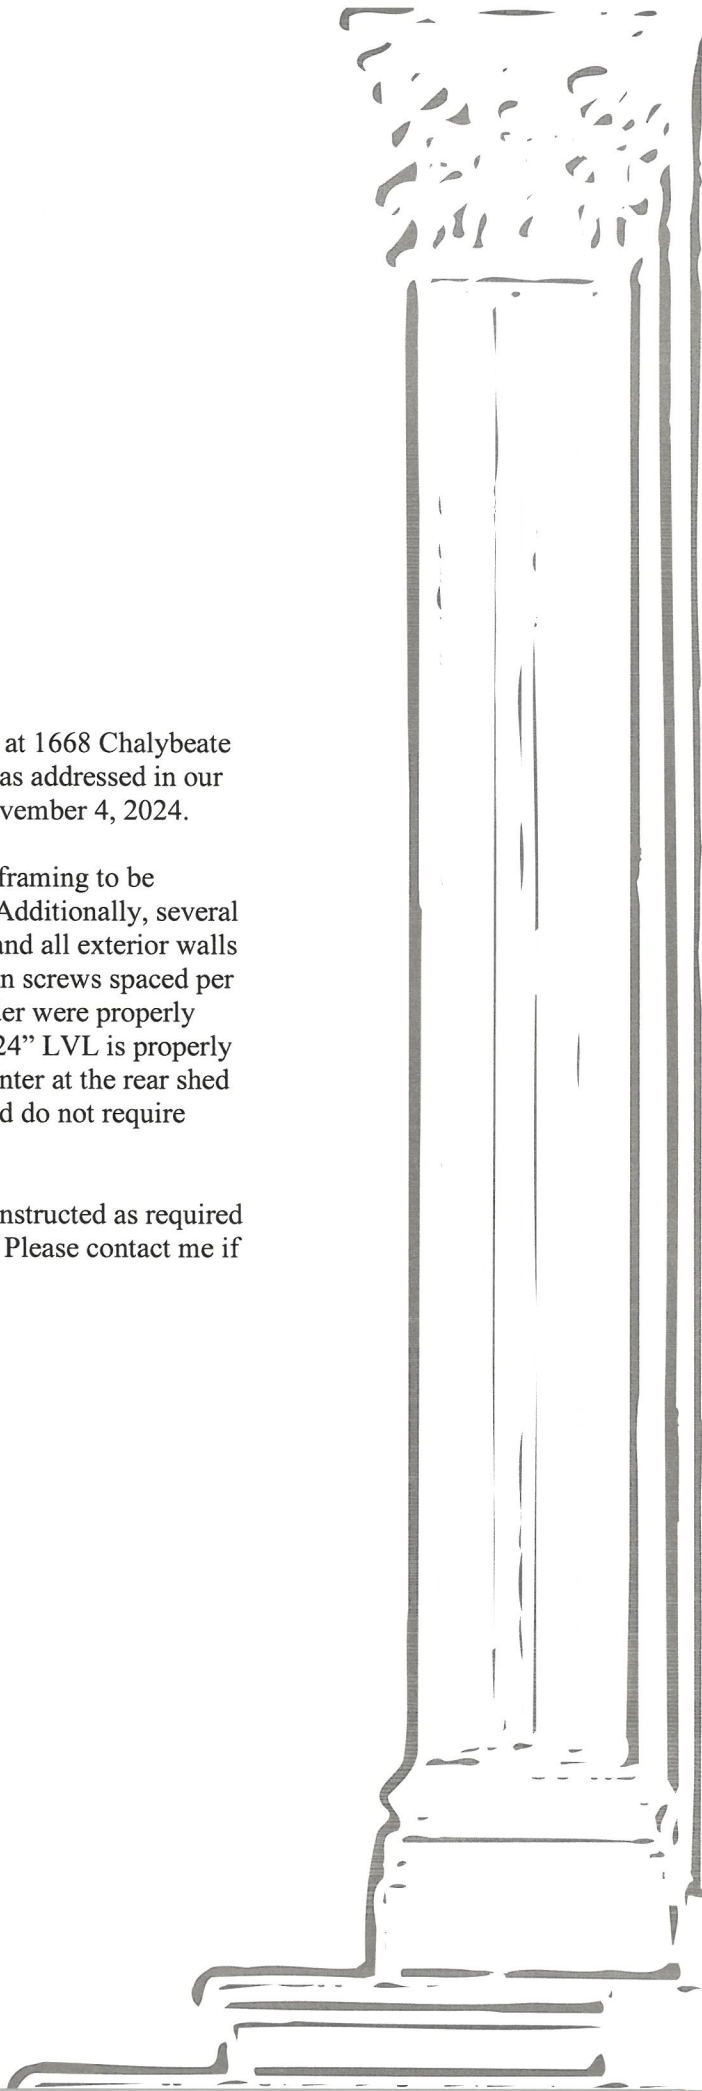 at 1668 Chalybeate
as addressed in our
vember 4, 2024.
framing to be
Additionally, several
and all exterior walls
n screws spaced per
er were properly
24” LVL is properly
nter at the rear shed
d do not require
nstructed as required
Please contact me if